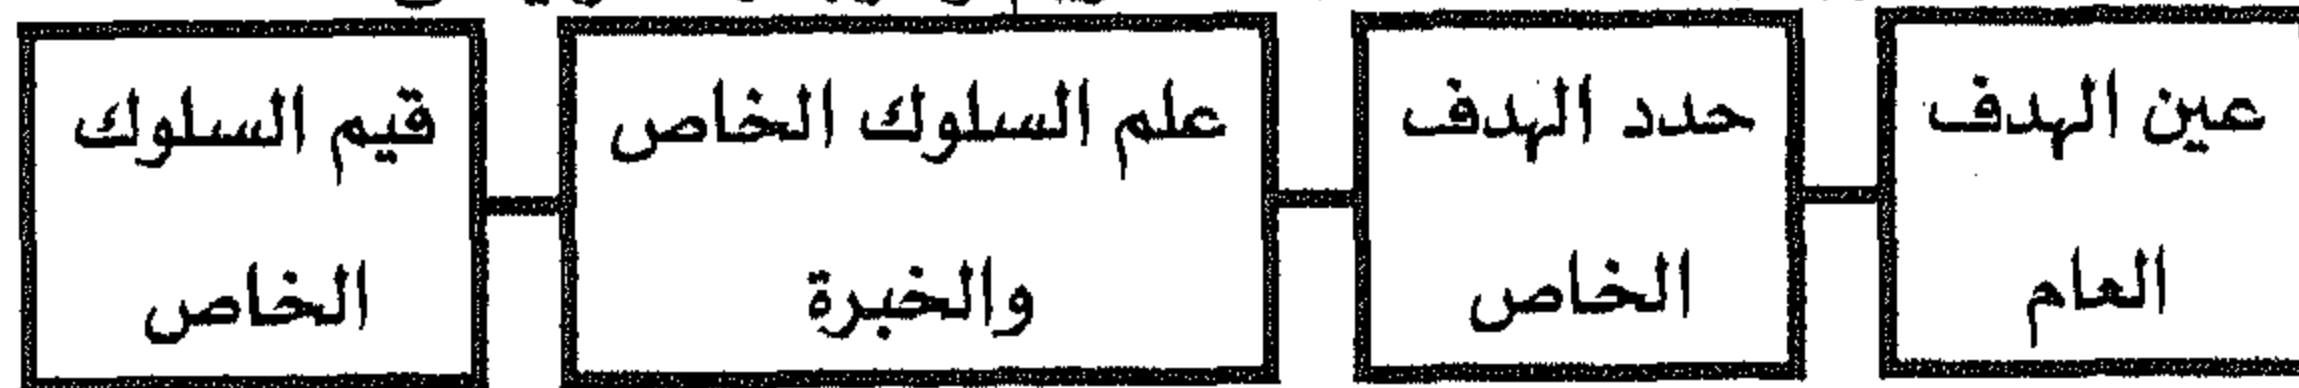 عين الهدف
العام
حدد الهدف
الخاص
علم السلوك الخاص
والخبرة
قيم السلوك
الخاص